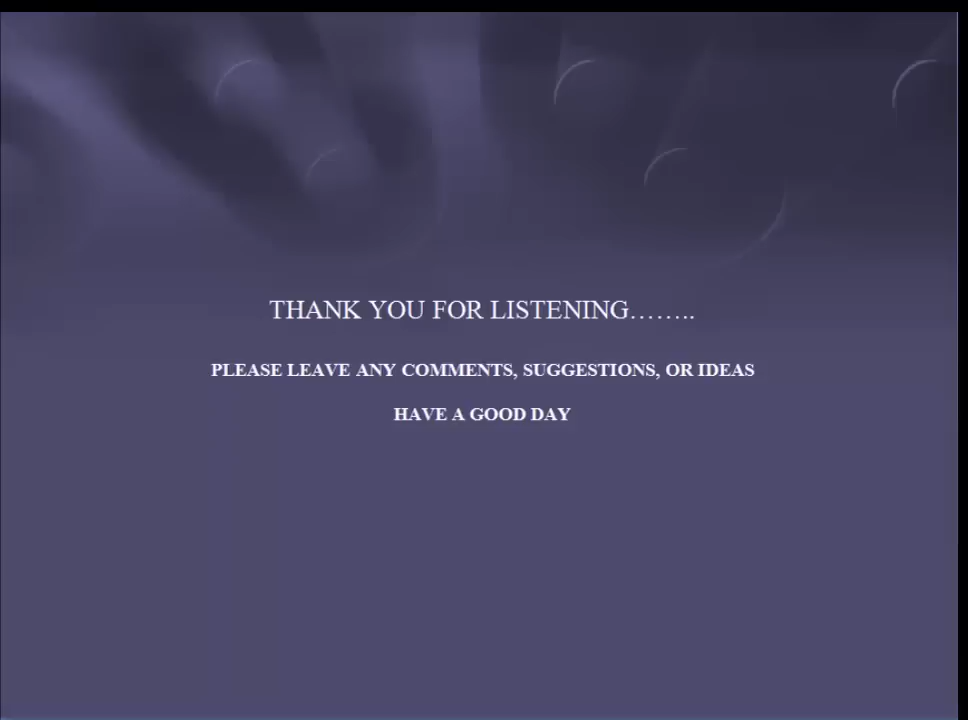 THANK YOU FOR LISTENING……..
PLEASE LEAVE ANY COMMENTS, SUGGESTIONS, OR IDEAS
HAVE A GOOD DAY